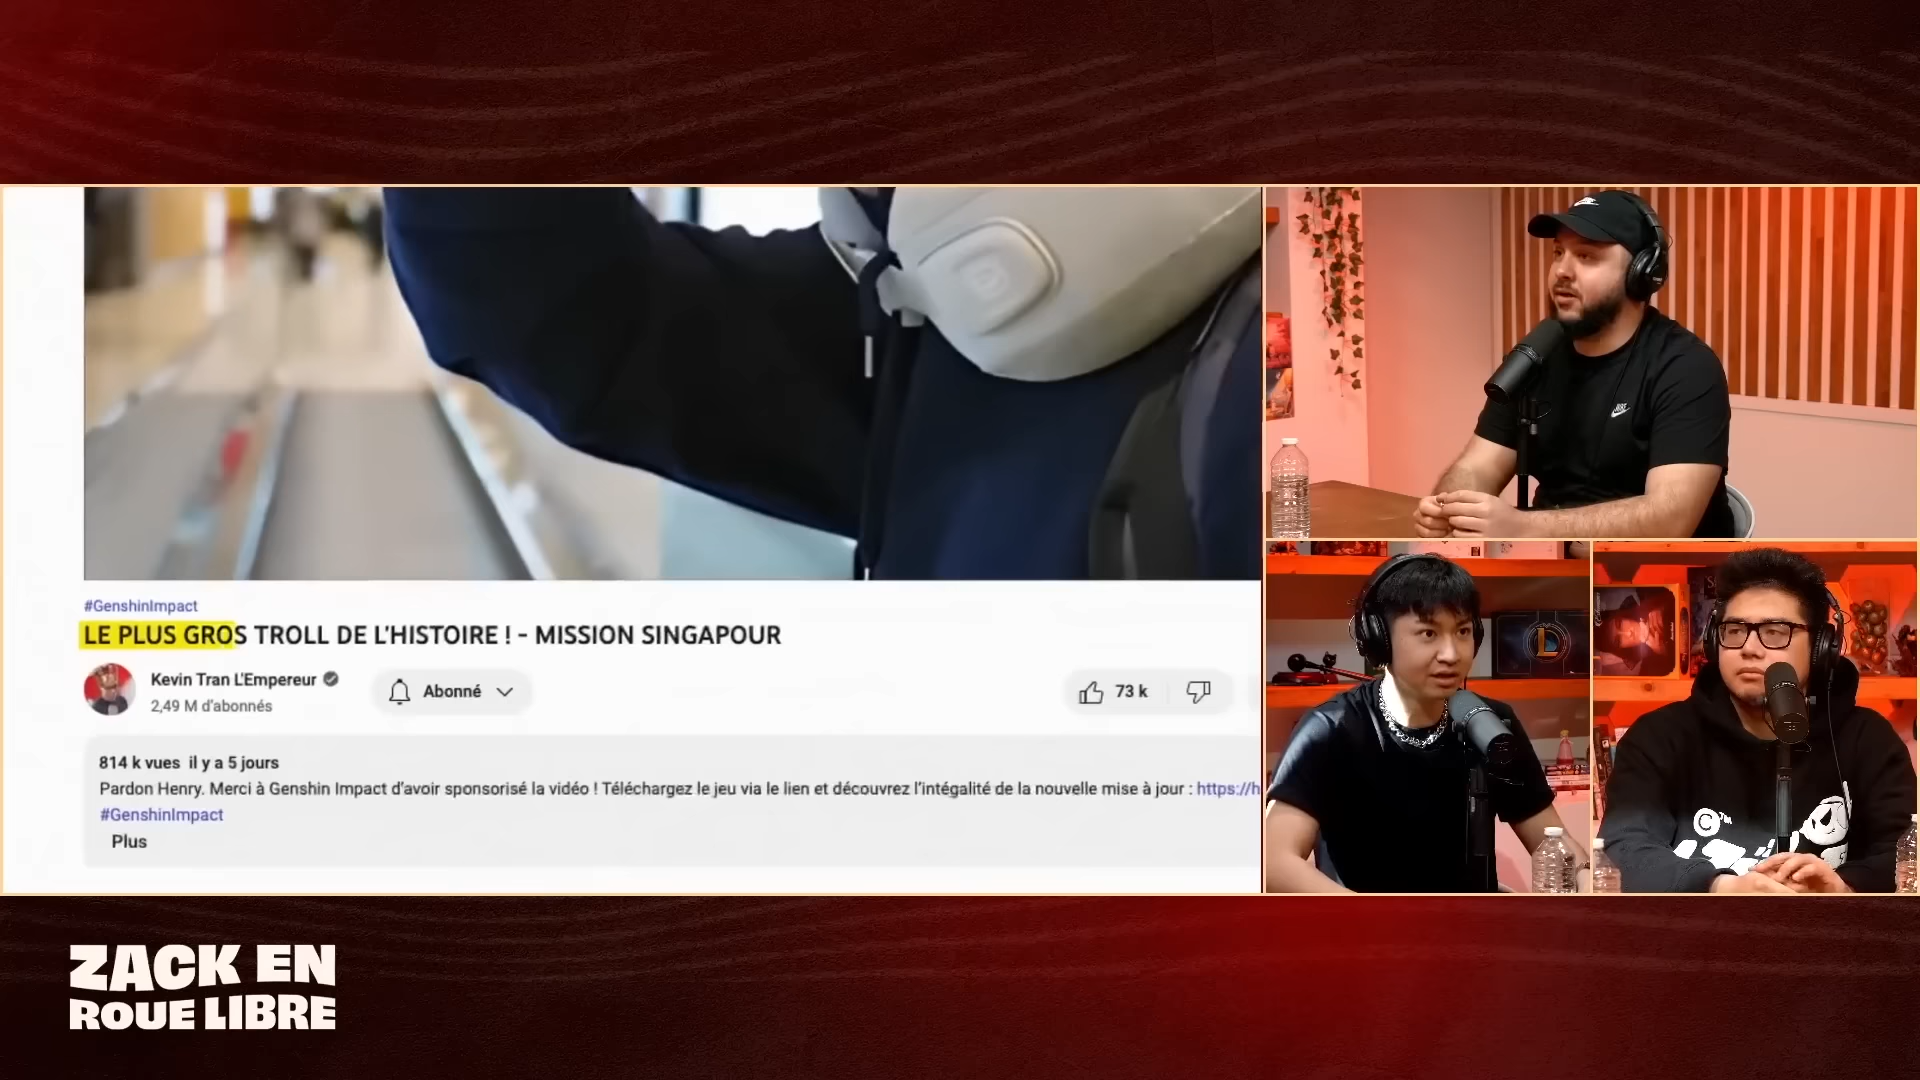 #GenshinImpact
LE PLUS GROS TROLL DE L'HISTOIRE ! - MISSION SINGAPOUR
Kevin Tran L'Empereur
2,49 M d'abonnés
Abonné
73 k
814 k vues il y a 5 jours
Pardon Henry. Merci à Genshin Impact d'avoir sponsorisé la vidéo ! Téléchargez le jeu via le lien et découvrez l'intégralité de la nouvelle mise à jour : https://h
#GenshinImpact
Plus
NIKE
©™
ZACK EN
ROUE LIBRE